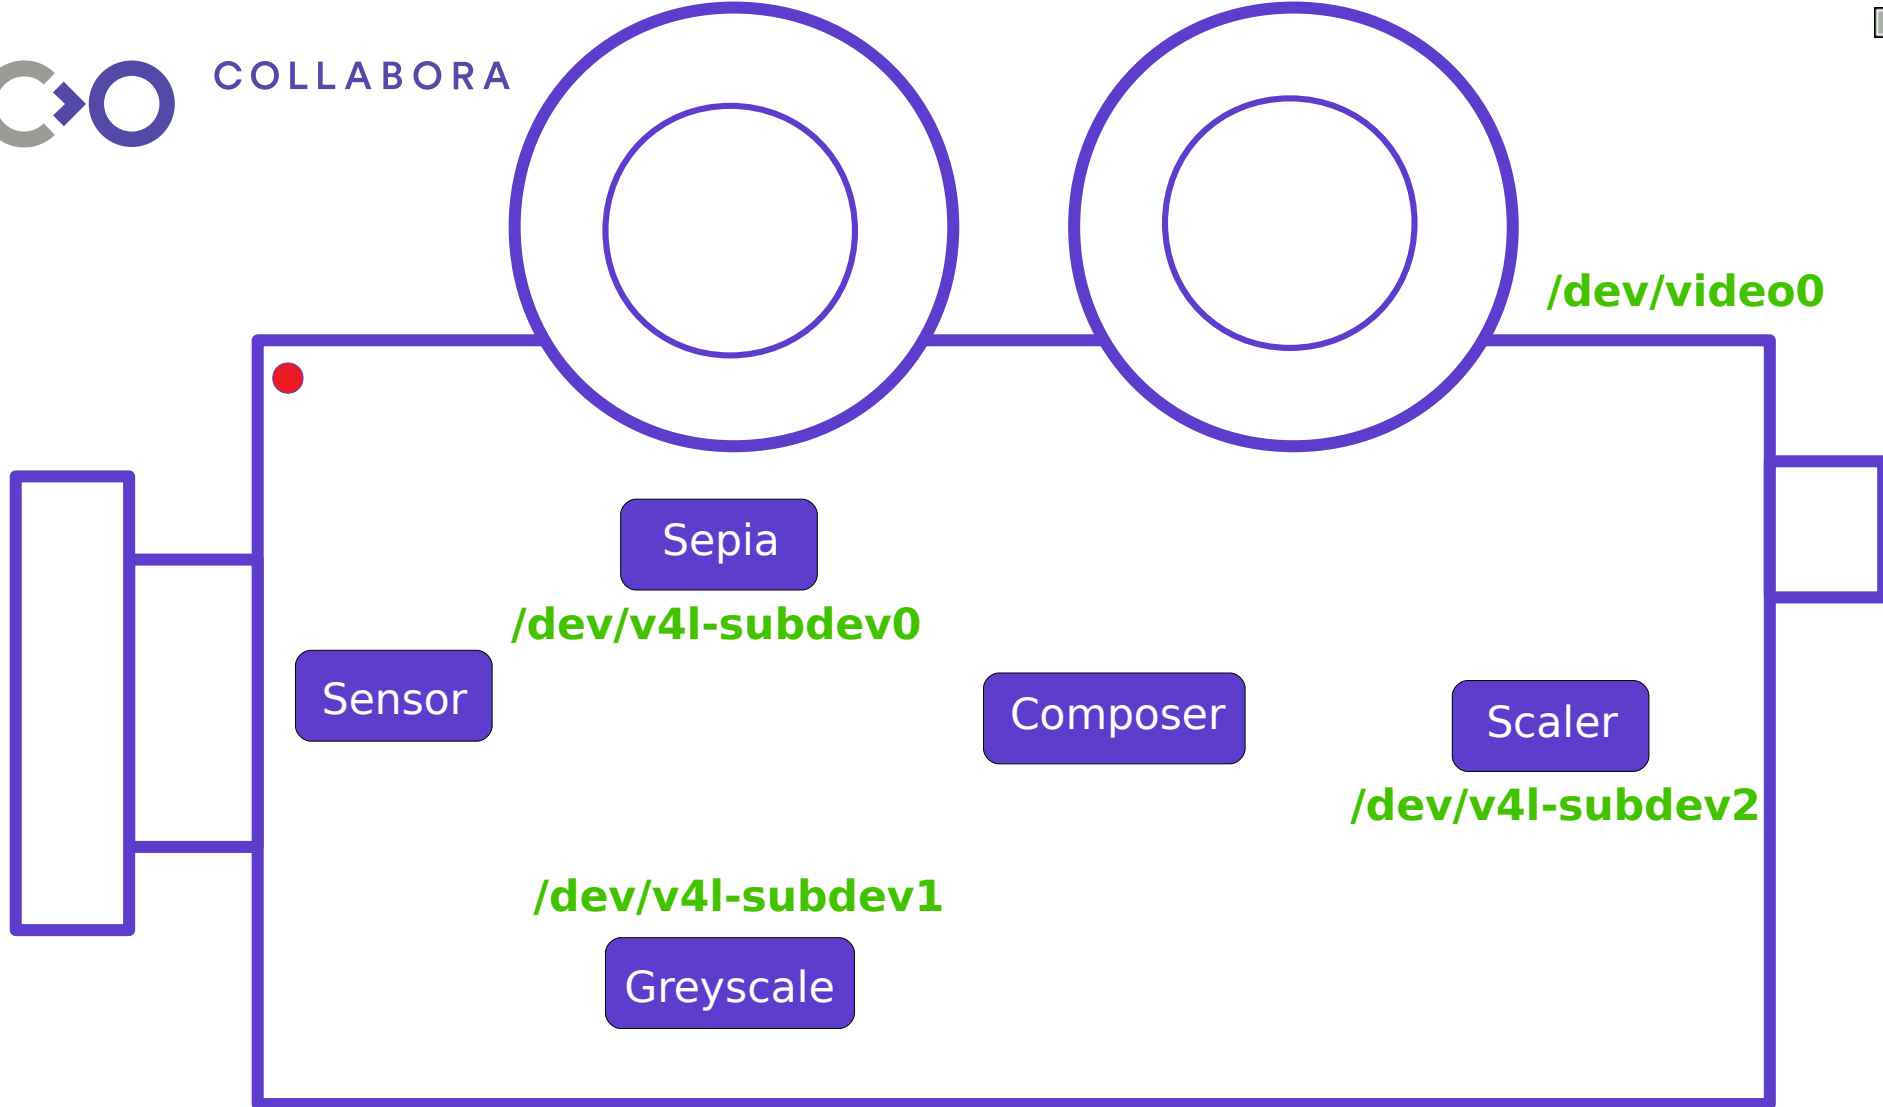 COLLABORA
/dev/video0
Sepia
/dev/v4l-subdev0
Sensor
Composer
Scaler
/dev/v4l-subdev2
/dev/v4l-subdev1
Greyscale